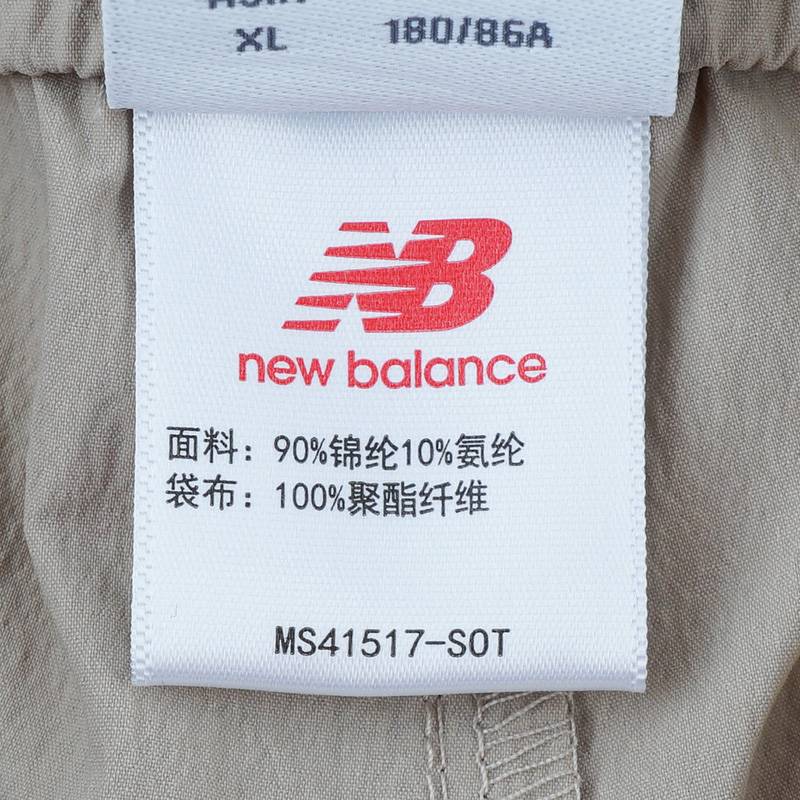 XL 180/86A
NB
new balance
面料：90%锦纶10%氨纶
袋布：100%聚酯纤维
MS41517-SOT